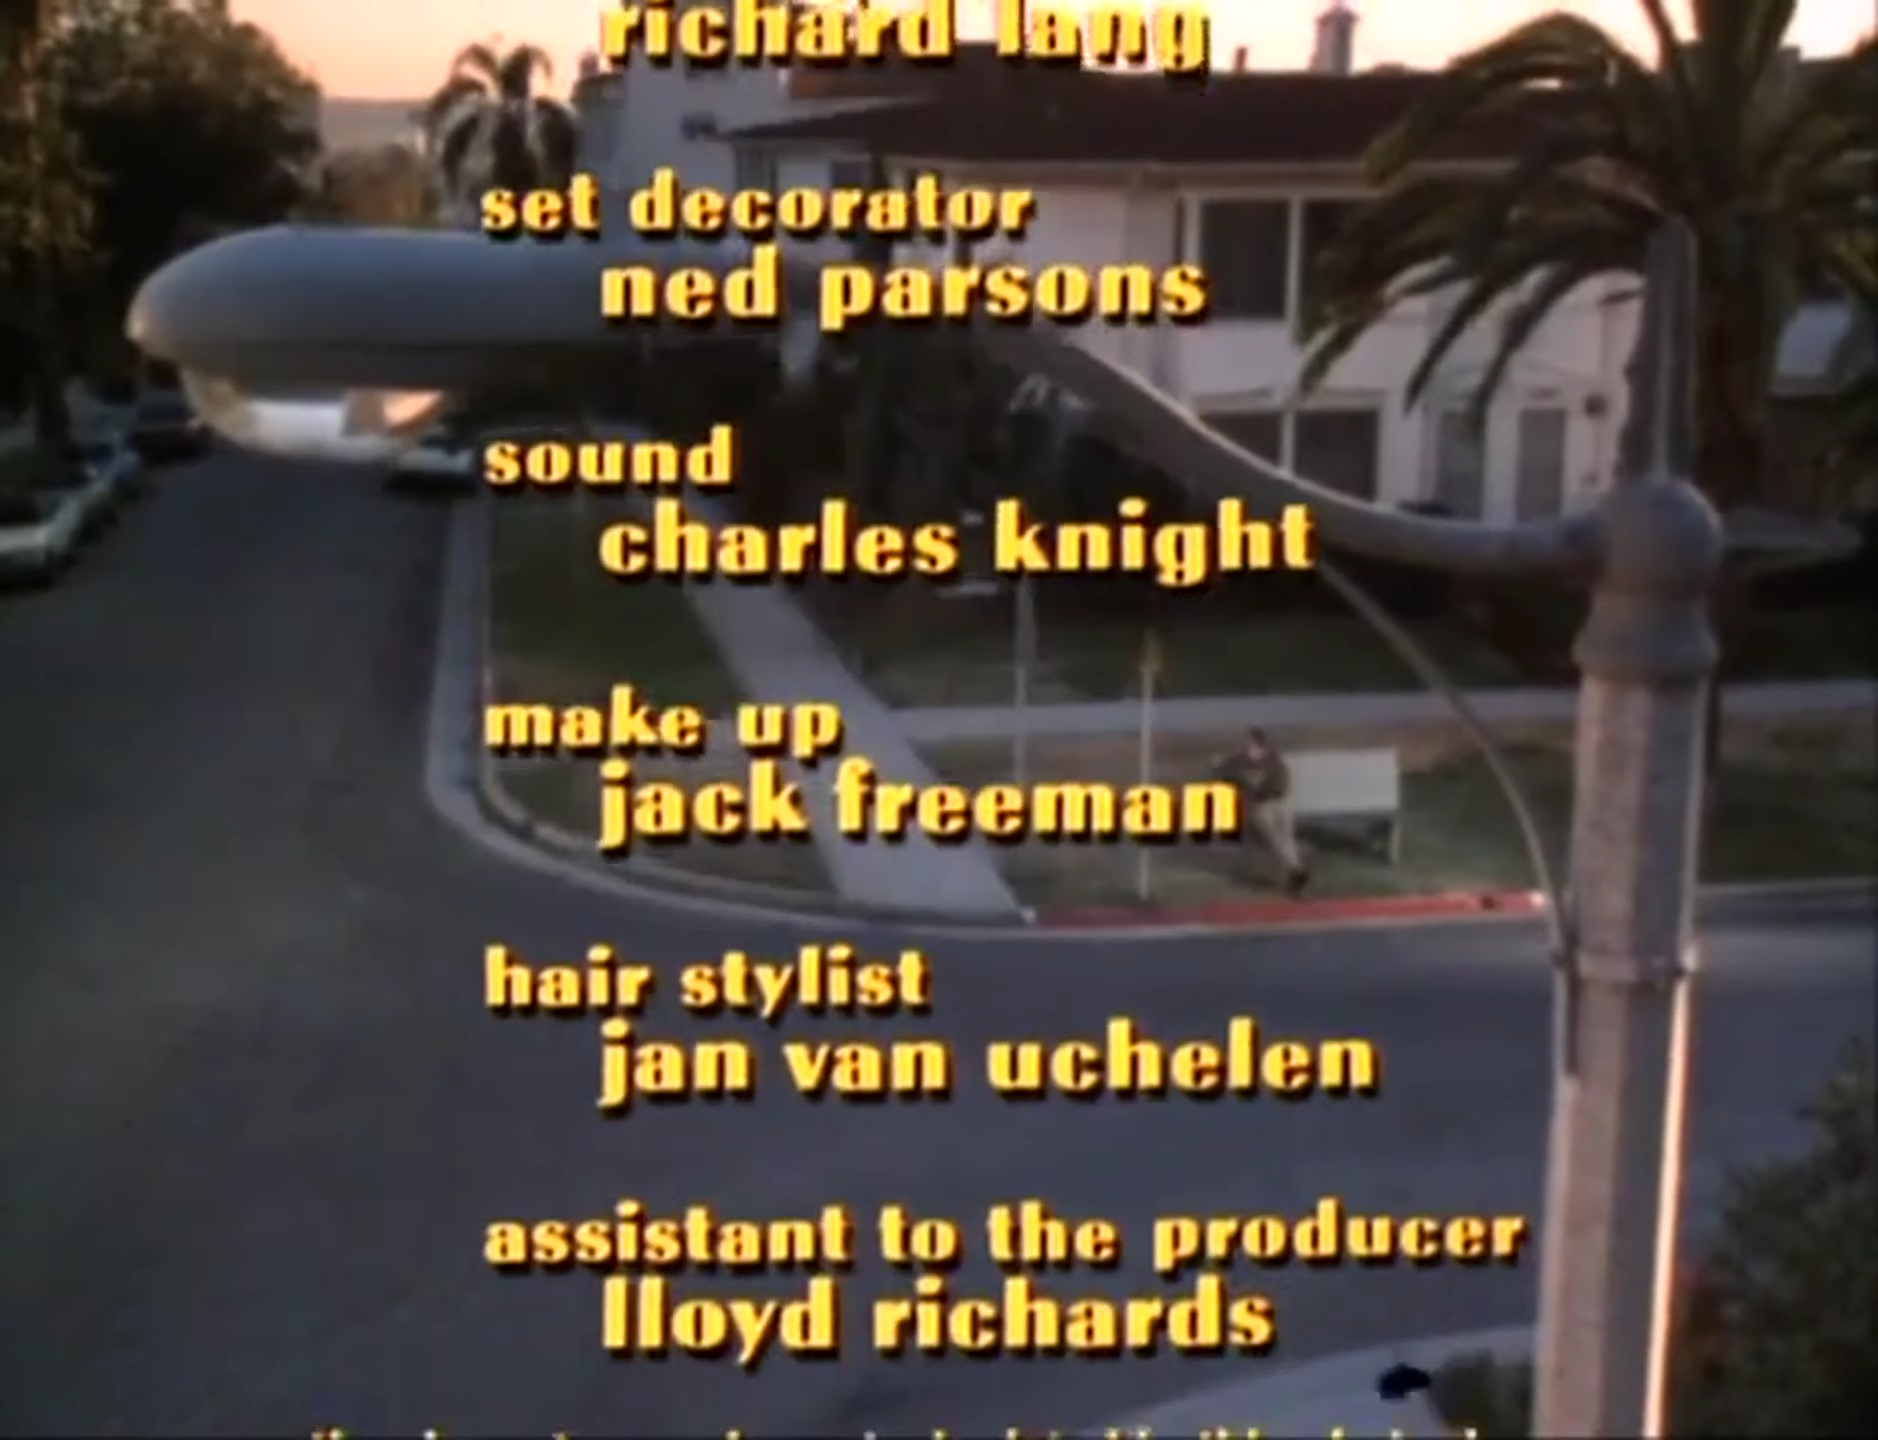 richard lang
set decorator
ned parsons
sound
charles knight
make up
jack freeman
hair stylist
jan van uchelen
assistant to the producer
lloyd richards